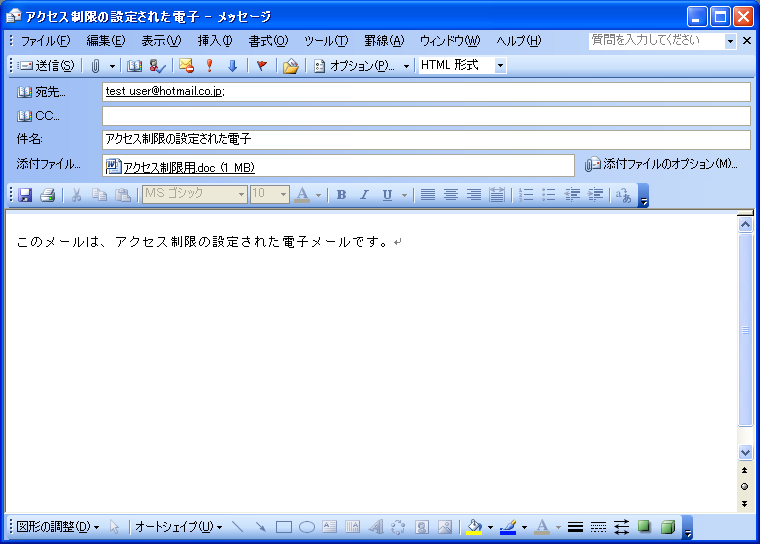 アクセス制限の設定された電子 - メッセージ
ファイル(F) 編集(E) 表示(V) 挿入(I) 書式(O) ツール(T) 罫線(A) ウィンドウ(W) ヘルプ(H) 質問を入力してください
送信(S) オプション(P)... HTML 形式
宛先...
test user@hotmail.co.jp;
CC...
件名:
アクセス制限の設定された電子
添付ファイル...
アクセス制限用.doc (1 MB)
添付ファイルのオプション(M)...
MS ゴシック 10 A B I U
このメールは、アクセス制限の設定された電子メールです。↵
図形の調整(D) オートシェイプ(U) A